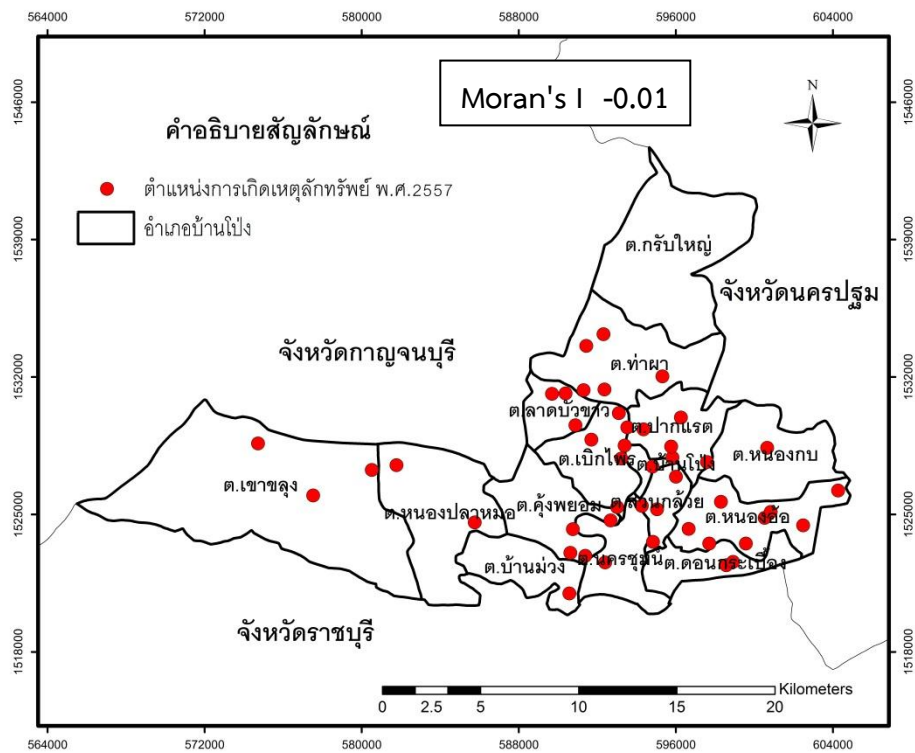 564000 572000 580000 588000 596000 604000
1546000
1539000
1532000
1525000
1518000
Moran's I -0.01
N
คำอธิบายสัญลักษณ์
ตำแหน่งการเกิดเหตุลักทรัพย์ พ.ศ.2557
อำเภอบ้านโป่ง
ต.กรับใหญ่
จังหวัดนครปฐม
จังหวัดกาญจนบุรี
ต.ท่าผา
ต.ลาดบัวขาว
ต.ปากแรต
ต.เบิกไพร
ต.บ้านโป่ง
ต.หนองกบ
ต.เขาขลุง
ต.หนองปลาหมอ
ต.คุ้งพยอม
ต.สวนกล้วย
ต.หนองอ้อ
ต.บ้านม่วง
ต.นครชุมน์
ต.ดอนกระเบื้อง
จังหวัดราชบุรี
Kilometers
0 2.5 5 10 15 20
1546000
1539000
1532000
1525000
1518000
564000 572000 580000 588000 596000 604000